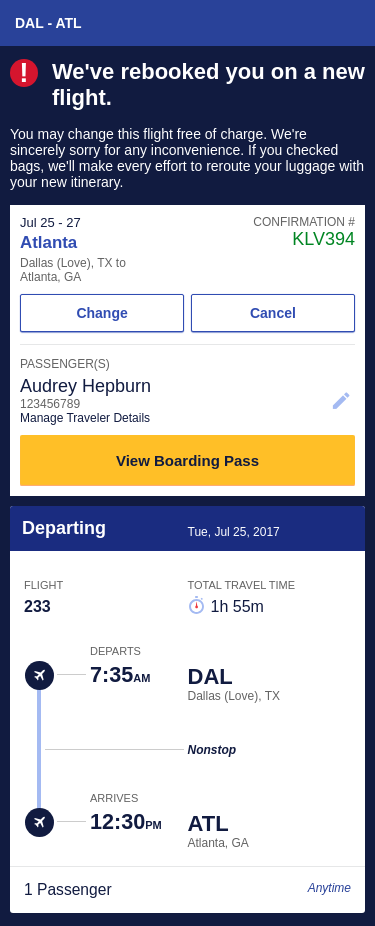 DAL - ATL
We've rebooked you on a new
flight.
You may change this flight free of charge. We're
sincerely sorry for any inconvenience. If you checked
bags, we'll make every effort to reroute your luggage with
your new itinerary.
Jul 25 - 27
CONFIRMATION #
Atlanta
KLV394
Dallas (Love), TX to
Atlanta, GA
Change
Cancel
PASSENGER(S)
Audrey Hepburn
123456789
Manage Traveler Details
View Boarding Pass
Departing
Tue, Jul 25, 2017
FLIGHT
TOTAL TRAVEL TIME
233
1h 55m
DEPARTS
7:35AM
DAL
Dallas (Love), TX
Nonstop
ARRIVES
12:30PM
ATL
Atlanta, GA
1 Passenger
Anytime